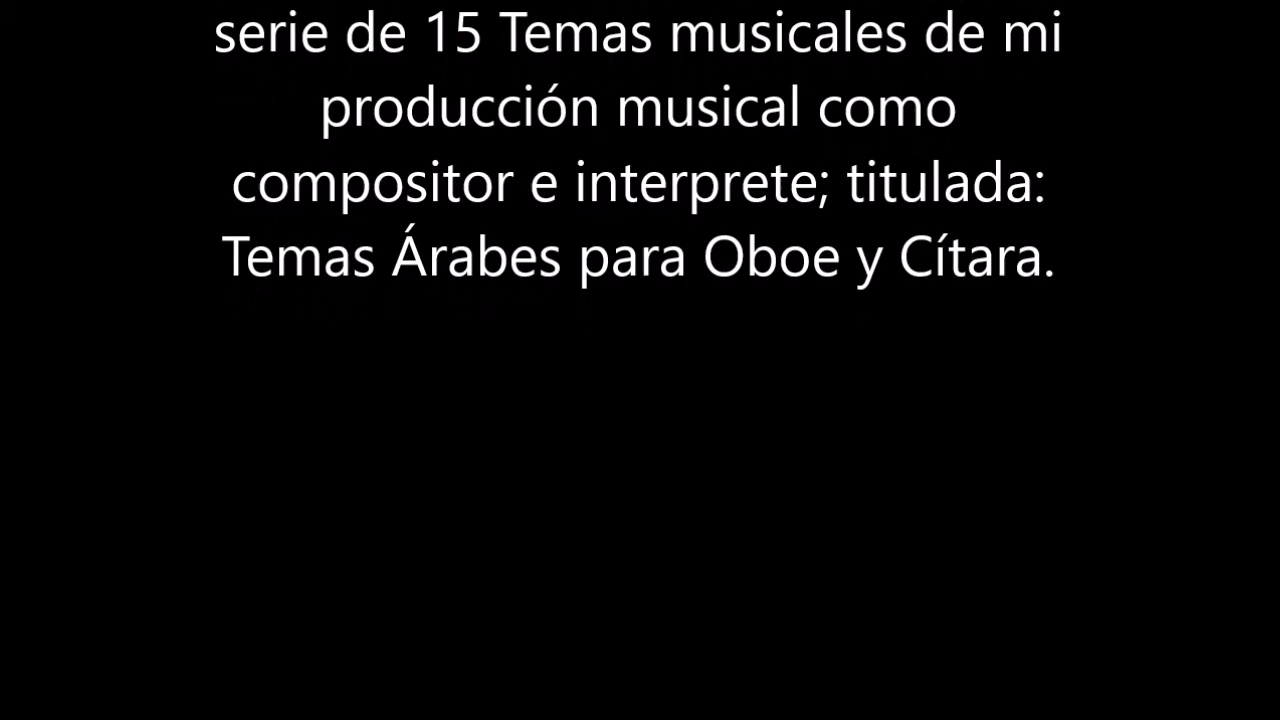 serie de 15 Temas musicales de mi
producción musical como
compositor e interprete; titulada:
Temas Árabes para Oboe y Cítara.